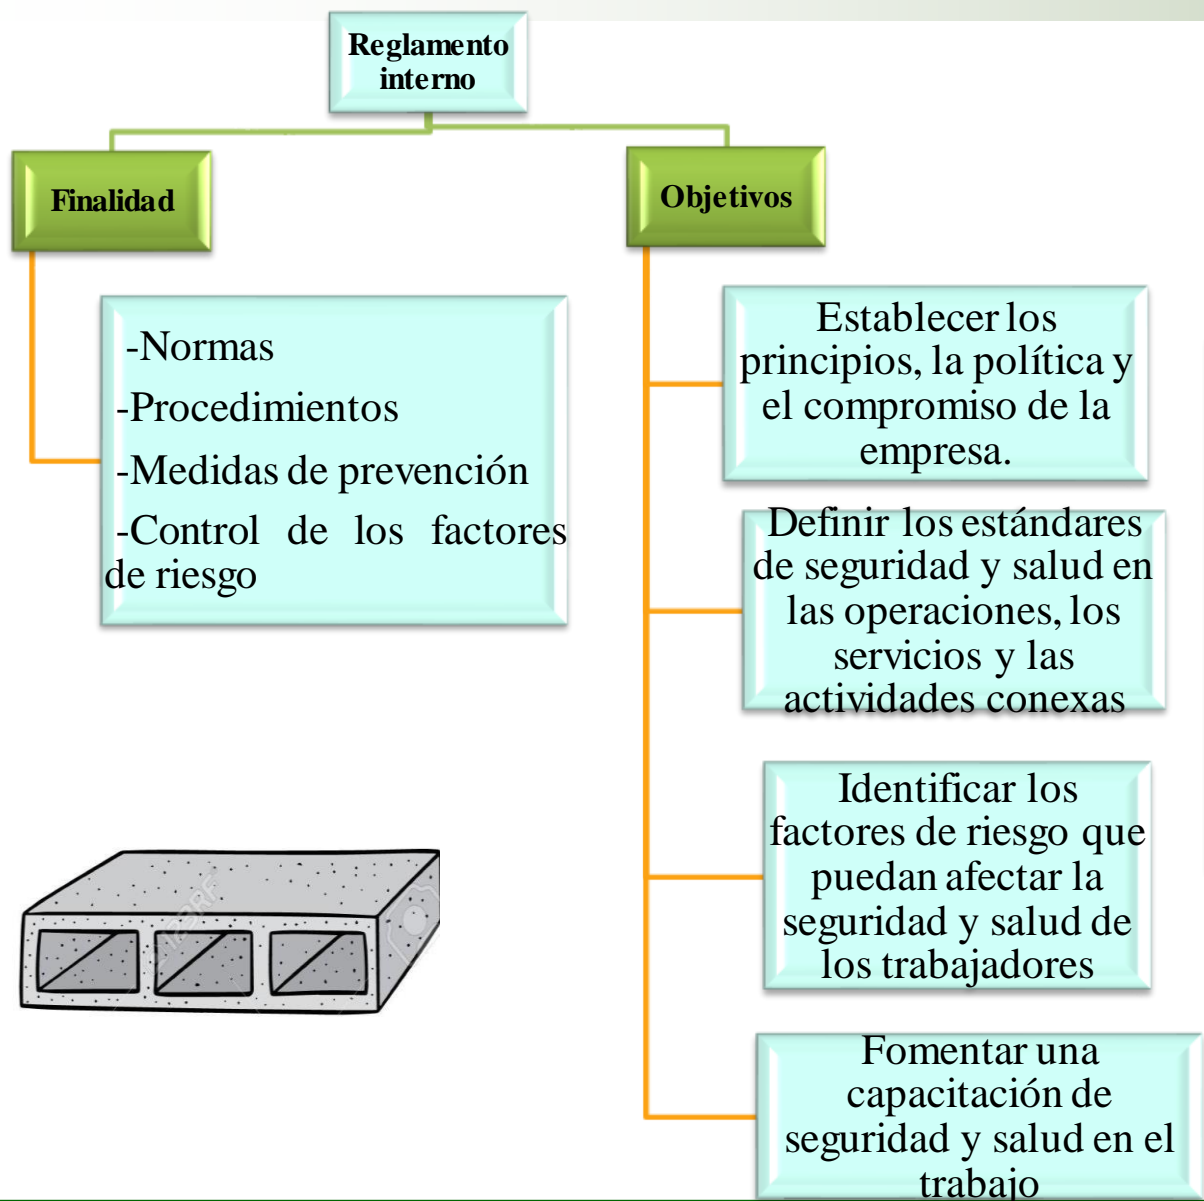 Reglamento
interno
Finalidad
-Normas
-Procedimientos
-Medidas de prevención
-Control de los factores
de riesgo
Objetivos
Establecer los
principios, la política y
el compromiso de la
empresa.
Definir los estándares
de seguridad y salud en
las operaciones, los
servicios y las
actividades conexas
Identificar los
factores de riesgo que
puedan afectar la
seguridad y salud de
los trabajadores
Fomentar una
capacitación de
seguridad y salud en el
trabajo
123RF